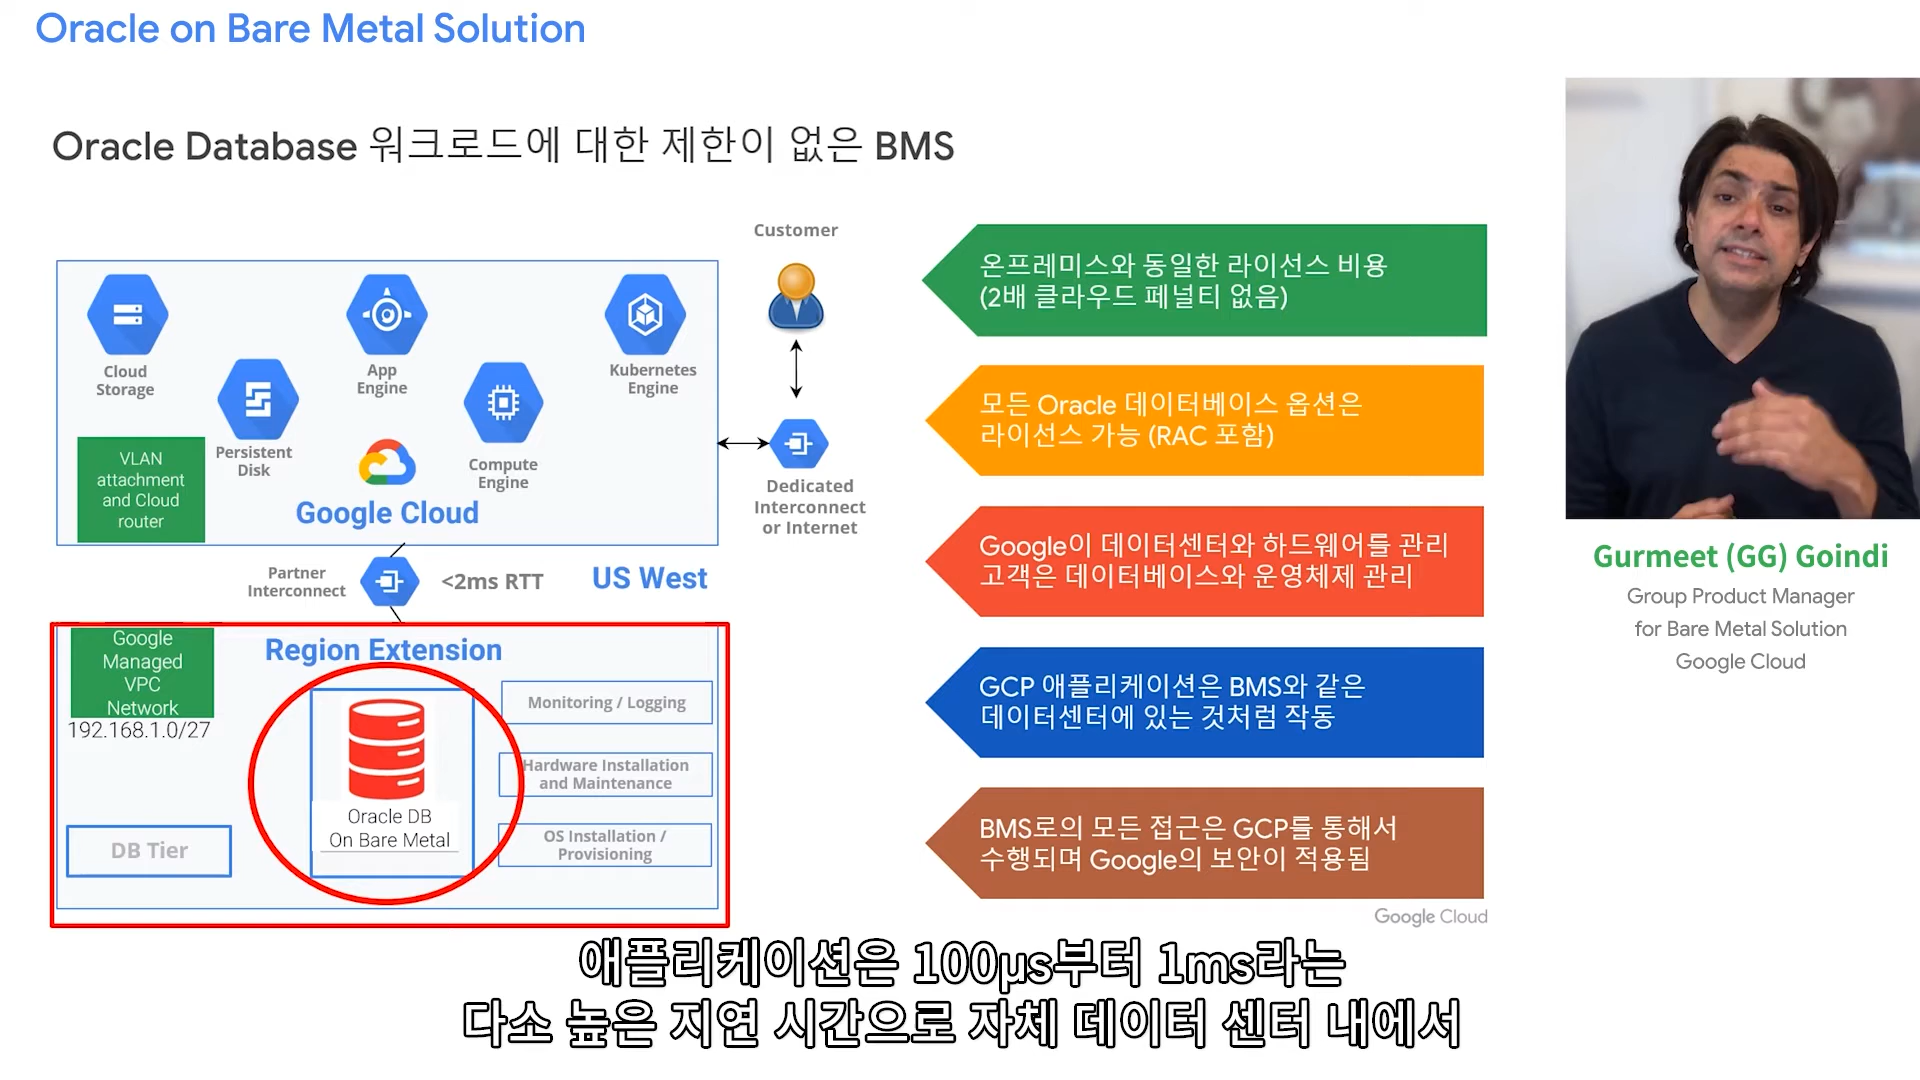 Oracle on Bare Metal Solution
Oracle Database 워크로드에 대한 제한이 없은 BMS
Customer
Cloud
Storage
App
Engine
Kubernetes
Engine
Persistent
Disk
Compute
Engine
VLAN
attachment
and Cloud
router
Google Cloud
Dedicated
Interconnect
or Internet
Partner
Interconnect
<2ms RTT
US West
Google
Managed
VPC
Network
192.168.1.0/27
Region Extension
Oracle DB
On Bare Metal
DB Tier
Monitoring / Logging
Hardware Installation
and Maintenance
OS Installation /
Provisioning
온프레미스와 동일한 라이선스 비용
(2배 클라우드 페널티 없음)
모든 Oracle 데이터베이스 옵션은
라이선스 가능 (RAC 포함)
Google이 데이터센터와 하드웨어를 관리
고객은 데이터베이스와 운영체제 관리
GCP 애플리케이션은 BMS와 같은
데이터센터에 있는 것처럼 작동
BMS로의 모든 접근은 GCP를 통해서
수행되며 Google의 보안이 적용됨
Google Cloud
Gurmeet (GG) Goindi
Group Product Manager
for Bare Metal Solution
Google Cloud
애플리케이션은 100µs부터 1ms라는
다소 높은 지연 시간으로 자체 데이터 센터 내에서